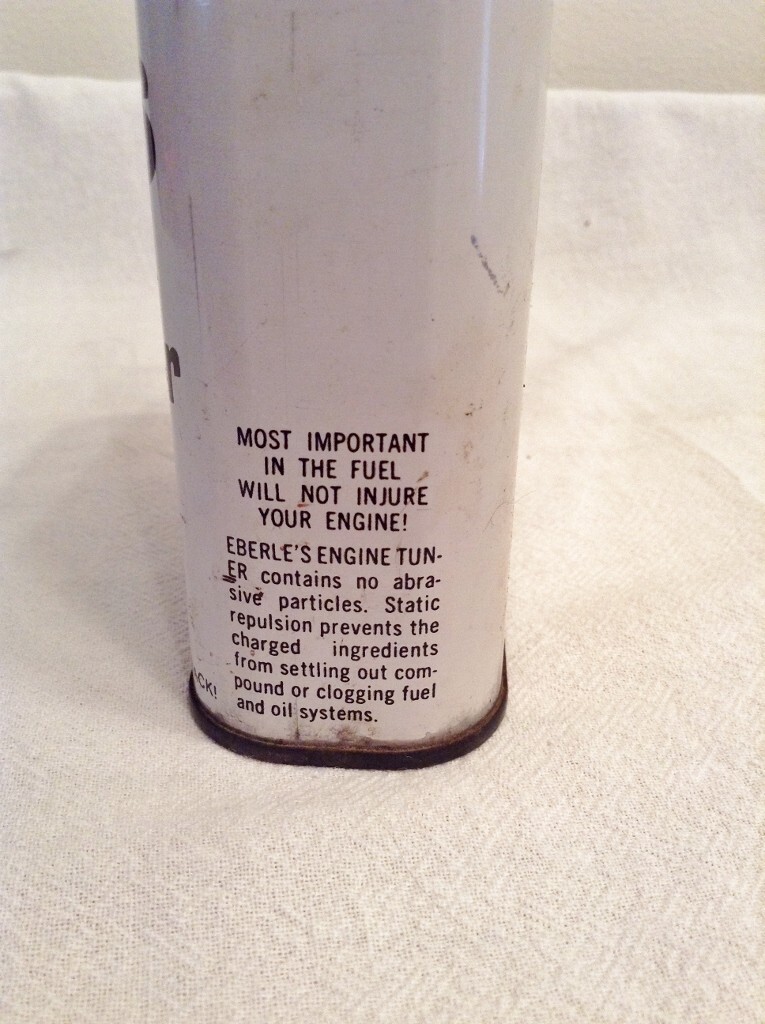 MOST IMPORTANT
IN THE FUEL
WILL NOT INJURE
YOUR ENGINE!
EBERLE'S ENGINE TUN-
ER contains no abra-
sive particles. Static
repulsion prevents the
charged ingredients
from settling out com-
pound or clogging fuel
and oil systems.
CK!
r